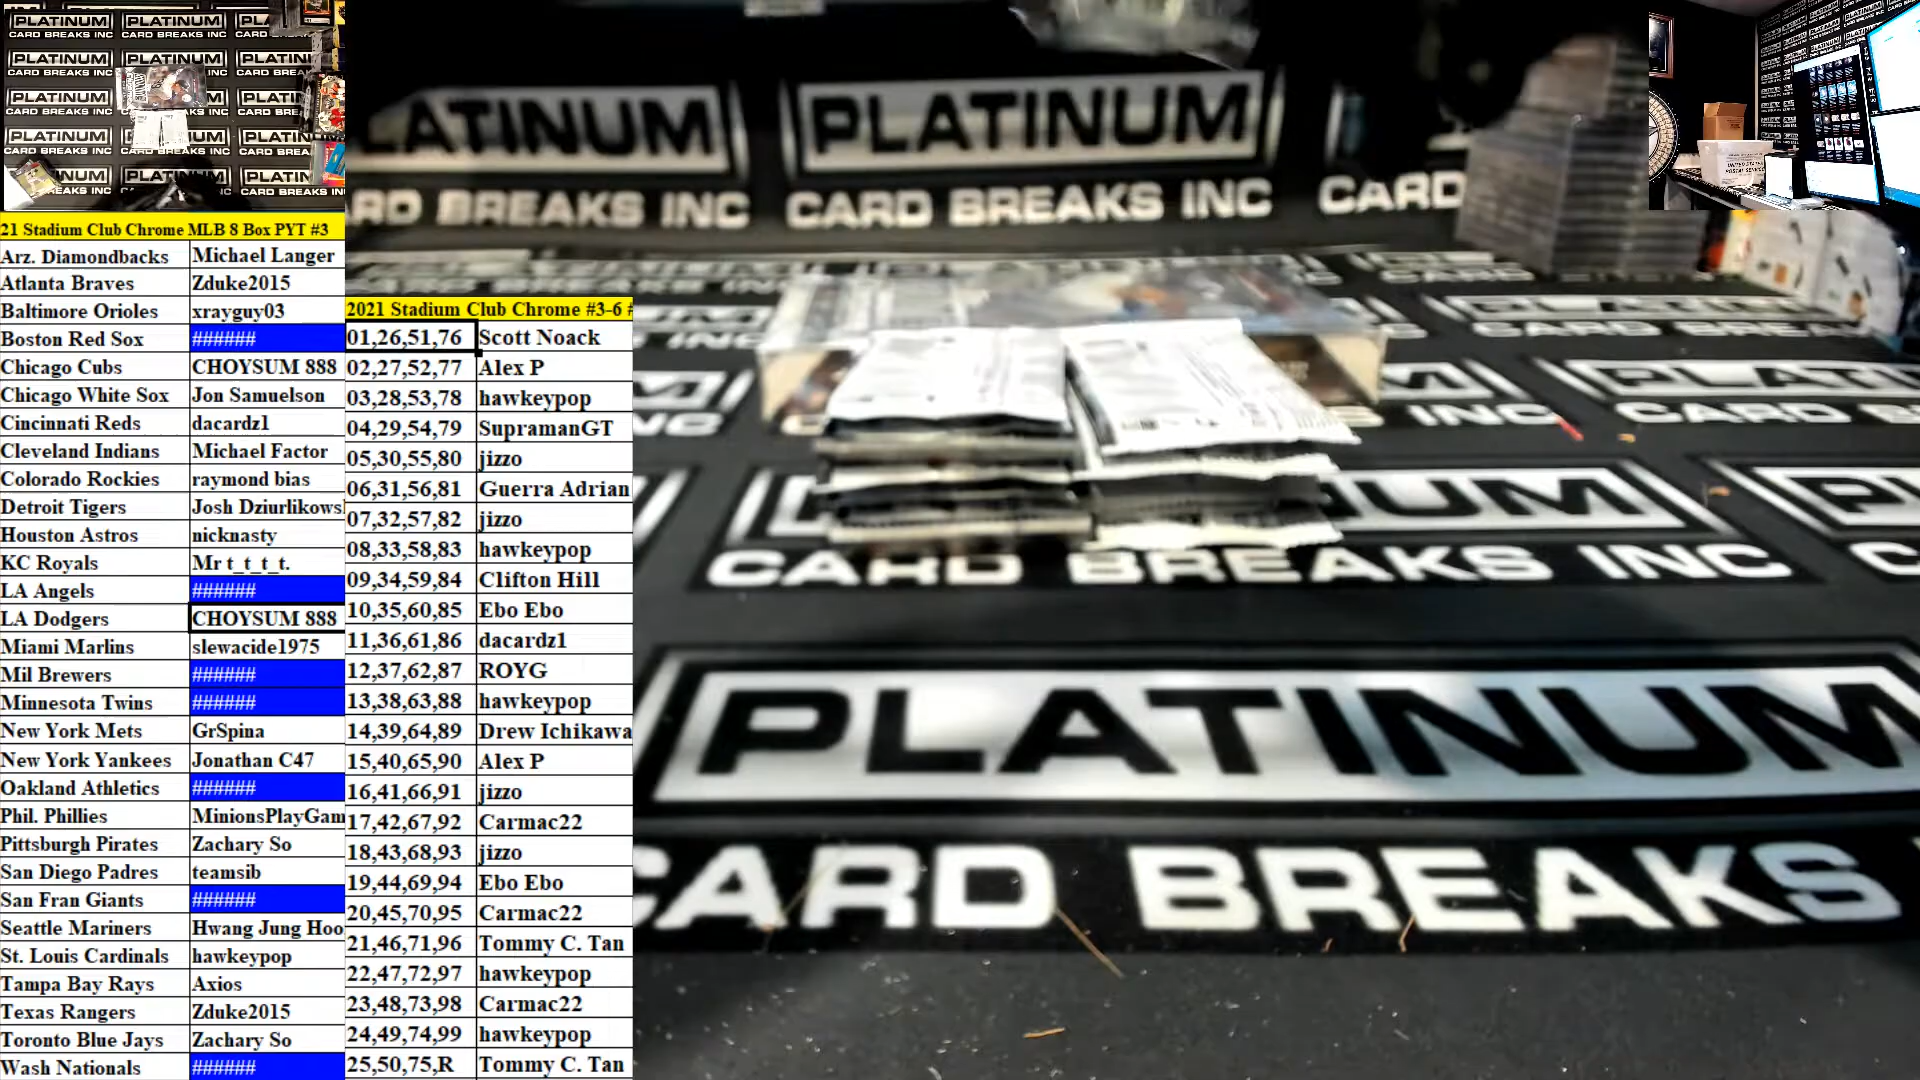 21 Stadium Club Chrome MLB 8 Box PYT #3
Arz. Diamondbacks Michael Langer
Atlanta Braves Zduke2015
Baltimore Orioles xrayguy03
Boston Red Sox ######
Chicago Cubs CHOYSUM 888
Chicago White Sox Jon Samuelson
Cincinnati Reds dacardz1
Cleveland Indians Michael Factor
Colorado Rockies raymond bias
Detroit Tigers Josh Dziurlikows
Houston Astros nicknasty
KC Royals Mr t_t_t_t.
LA Angels ######
LA Dodgers CHOYSUM 888
Miami Marlins slewacide1975
Mil Brewers ######
Minnesota Twins ######
New York Mets GrSpina
New York Yankees Jonathan C47
Oakland Athletics ######
Phil. Phillies MinionsPlayGam
Pittsburgh Pirates Zachary So
San Diego Padres teamsib
San Fran Giants ######
Seattle Mariners Hwang Jung Hoo
St. Louis Cardinals hawkeypop
Tampa Bay Rays Axios
Texas Rangers Zduke2015
Toronto Blue Jays Zachary So
Wash Nationals ######
2021 Stadium Club Chrome #3-6 #
01,26,51,76 Scott Noack
02,27,52,77 Alex P
03,28,53,78 hawkeypop
04,29,54,79 SupramanGT
05,30,55,80 jizzo
06,31,56,81 Guerra Adrian
07,32,57,82 jizzo
08,33,58,83 hawkeypop
09,34,59,84 Clifton Hill
10,35,60,85 Ebo Ebo
11,36,61,86 dacardz1
12,37,62,87 ROYG
13,38,63,88 hawkeypop
14,39,64,89 Drew Ichikawa
15,40,65,90 Alex P
16,41,66,91 jizzo
17,42,67,92 Carmac22
18,43,68,93 jizzo
19,44,69,94 Ebo Ebo
20,45,70,95 Carmac22
21,46,71,96 Tommy C. Tan
22,47,72,97 hawkeypop
23,48,73,98 Carmac22
24,49,74,99 hawkeypop
25,50,75,R Tommy C. Tan
ATINUM PLATINUM
RD BREAKS INC CARD BREAKS INC CARD
CARD BREAKS INC
PLATINUM
CARD BREAKS